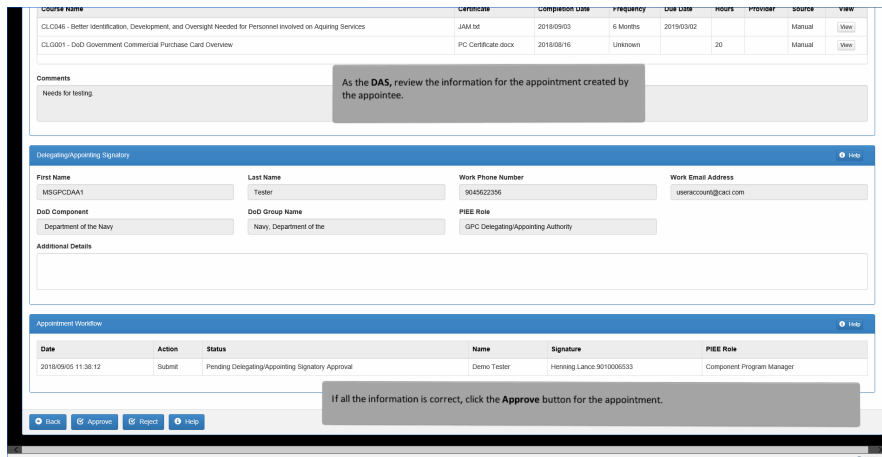 Course Name Certificate Completion Date Frequency Due Date Hours Provider Source View
CLC046 - Better Identification, Development, and Oversight Needed for Personnel involved on Aquiring Services JAM.txt 2018/09/03 6 Months 2019/03/02 Manual View
CLG001 - DoD Government Commercial Purchase Card Overview PC Certificate.docx 2018/08/16 Unknown 20 Manual View
Comments
Needs for testing.
As the DAS, review the information for the appointment created by
the appointee.
Delegating/Appointing Signatory Help
First Name Last Name Work Phone Number Work Email Address
MSGPCDAA1 Tester 9045622356 useraccount@caci.com
DoD Component DoD Group Name PIEE Role
Department of the Navy Navy, Department of the GPC Delegating/Appointing Authority
Additional Details
Appointment Workflow Help
Date Action Status Name Signature PIEE Role
2018/09/05 11:38:12 Submit Pending Delegating/Appointing Signatory Approval Demo Tester Henning.Lance.9010006533 Component Program Manager
If all the information is correct, click the Approve button for the appointment.
Back Approve Reject Help